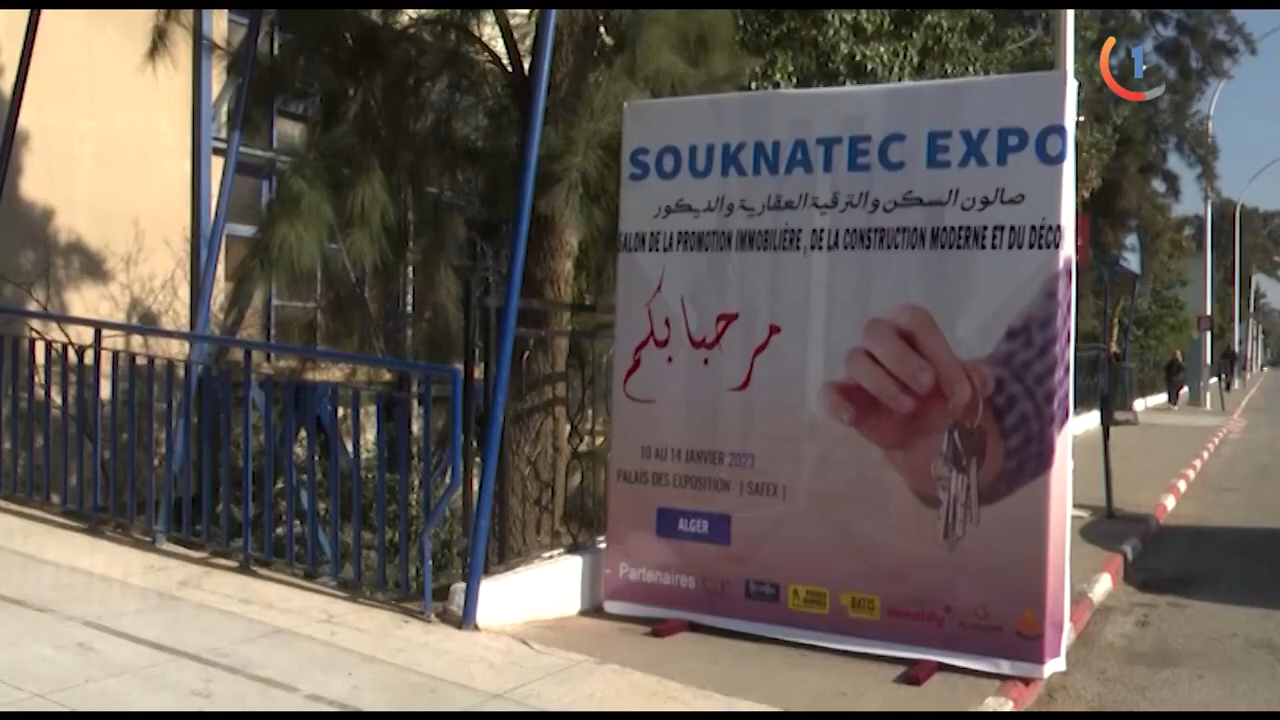 SOUKNATEC EXPO
صالون السكن والترقية العقارية والديكور
SALON DE LA PROMOTION IMMOBILIÈRE, DE LA CONSTRUCTION MODERNE ET DU DÉCO
مرحبا بكم
10 AU 14 JANVIER 2023
PALAIS DES EXPOSITION ( SAFEX )
ALGER
Partenaires
BATIS
1